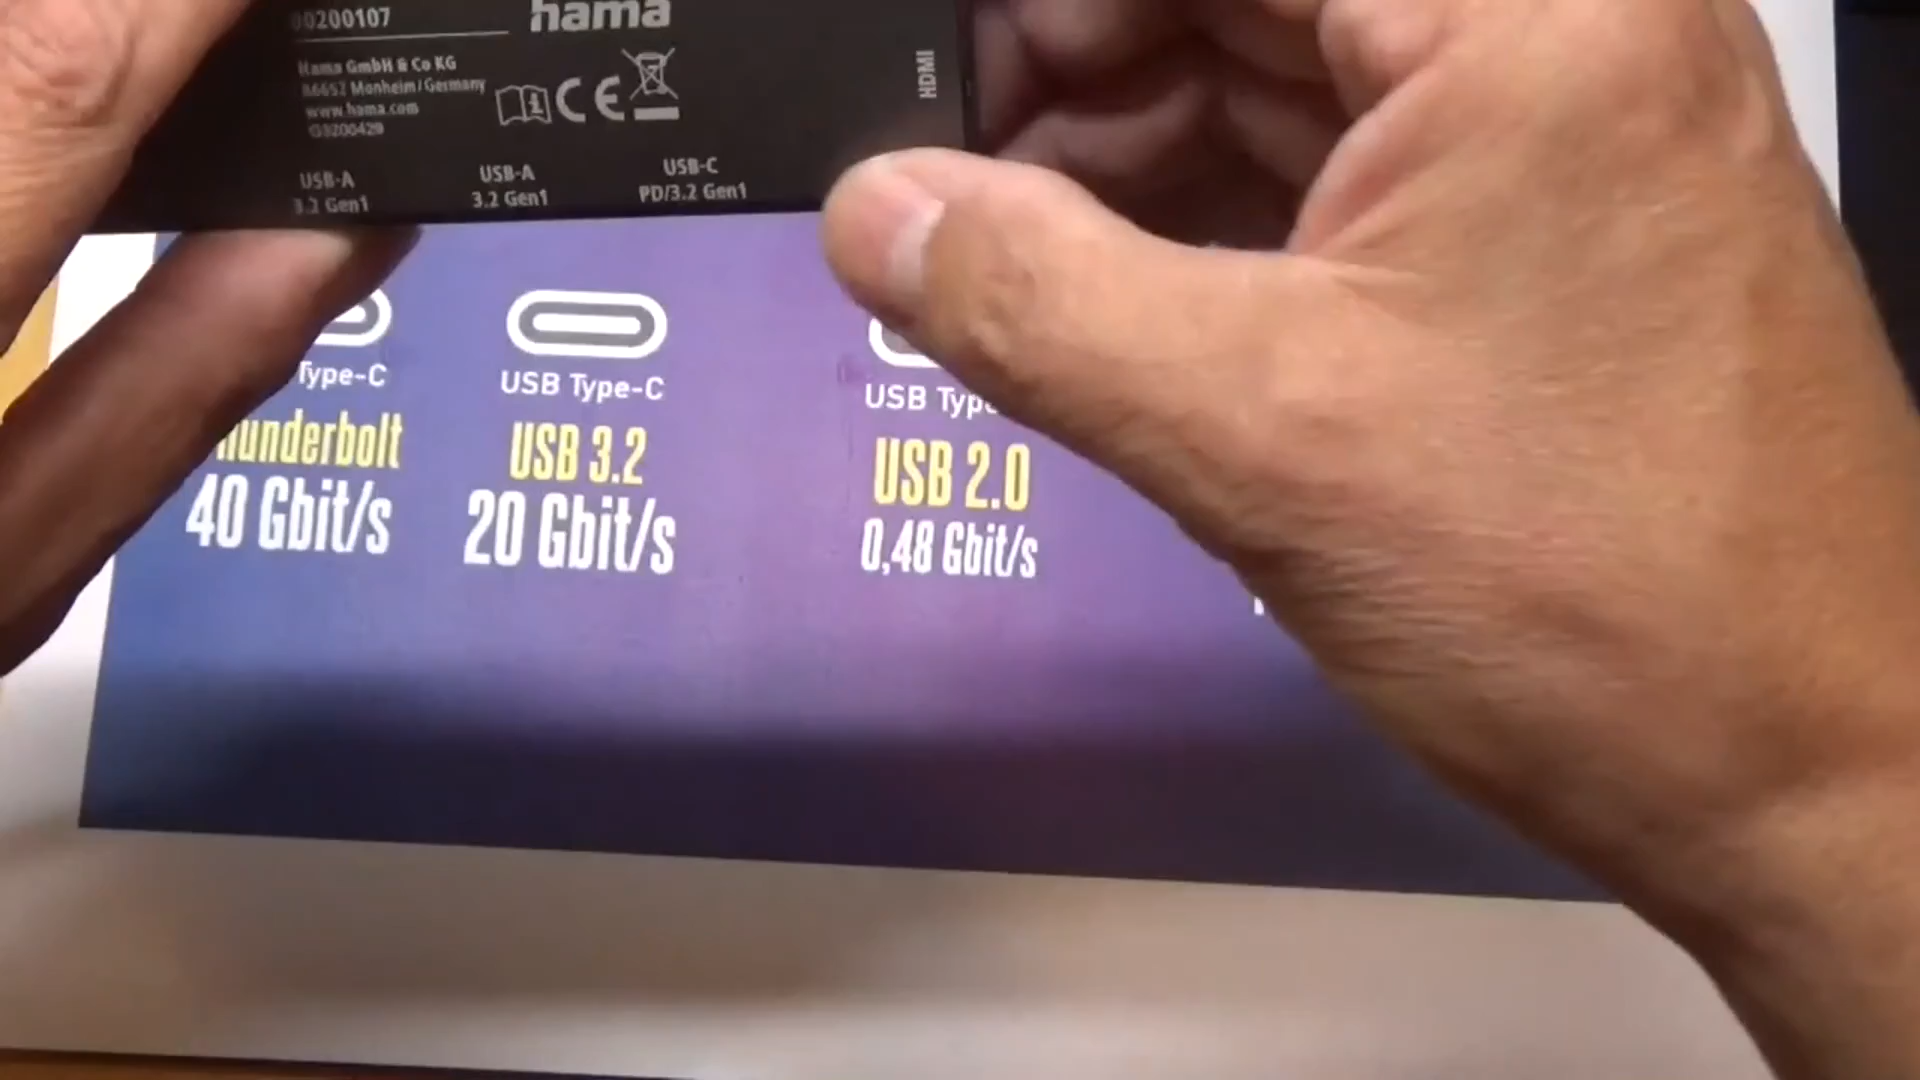 00200107
hama
Hama GmbH & Co KG
86652 Monheim/Germany
www.hama.com
HDMI
USB-A
3.2 Gen1
USB-A
3.2 Gen1
USB-C
PD/3.2 Gen1
Type-C
hunderbolt
40 Gbit/s
USB Type-C
USB 3.2
20 Gbit/s
USB Type
USB 2.0
0,48 Gbit/s